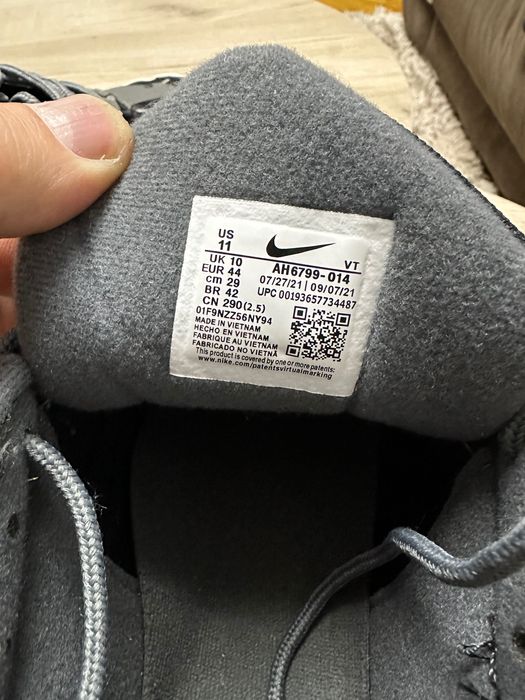 US
11
UK 10
EUR 44
cm 29
BR 42
CN 290(2.5)
VT
AH6799-014
07/27/21 | 09/07/21
UPC 00193657734487
01F9NZZ56NY94
MADE IN VIETNAM
HECHO EN VIETNAM
FABRIQUE AU VIETNAM
FABRICADO NO VIETNÃ
This product is covered by one or more patents:
www.nike.com/patentsvirtualmarking